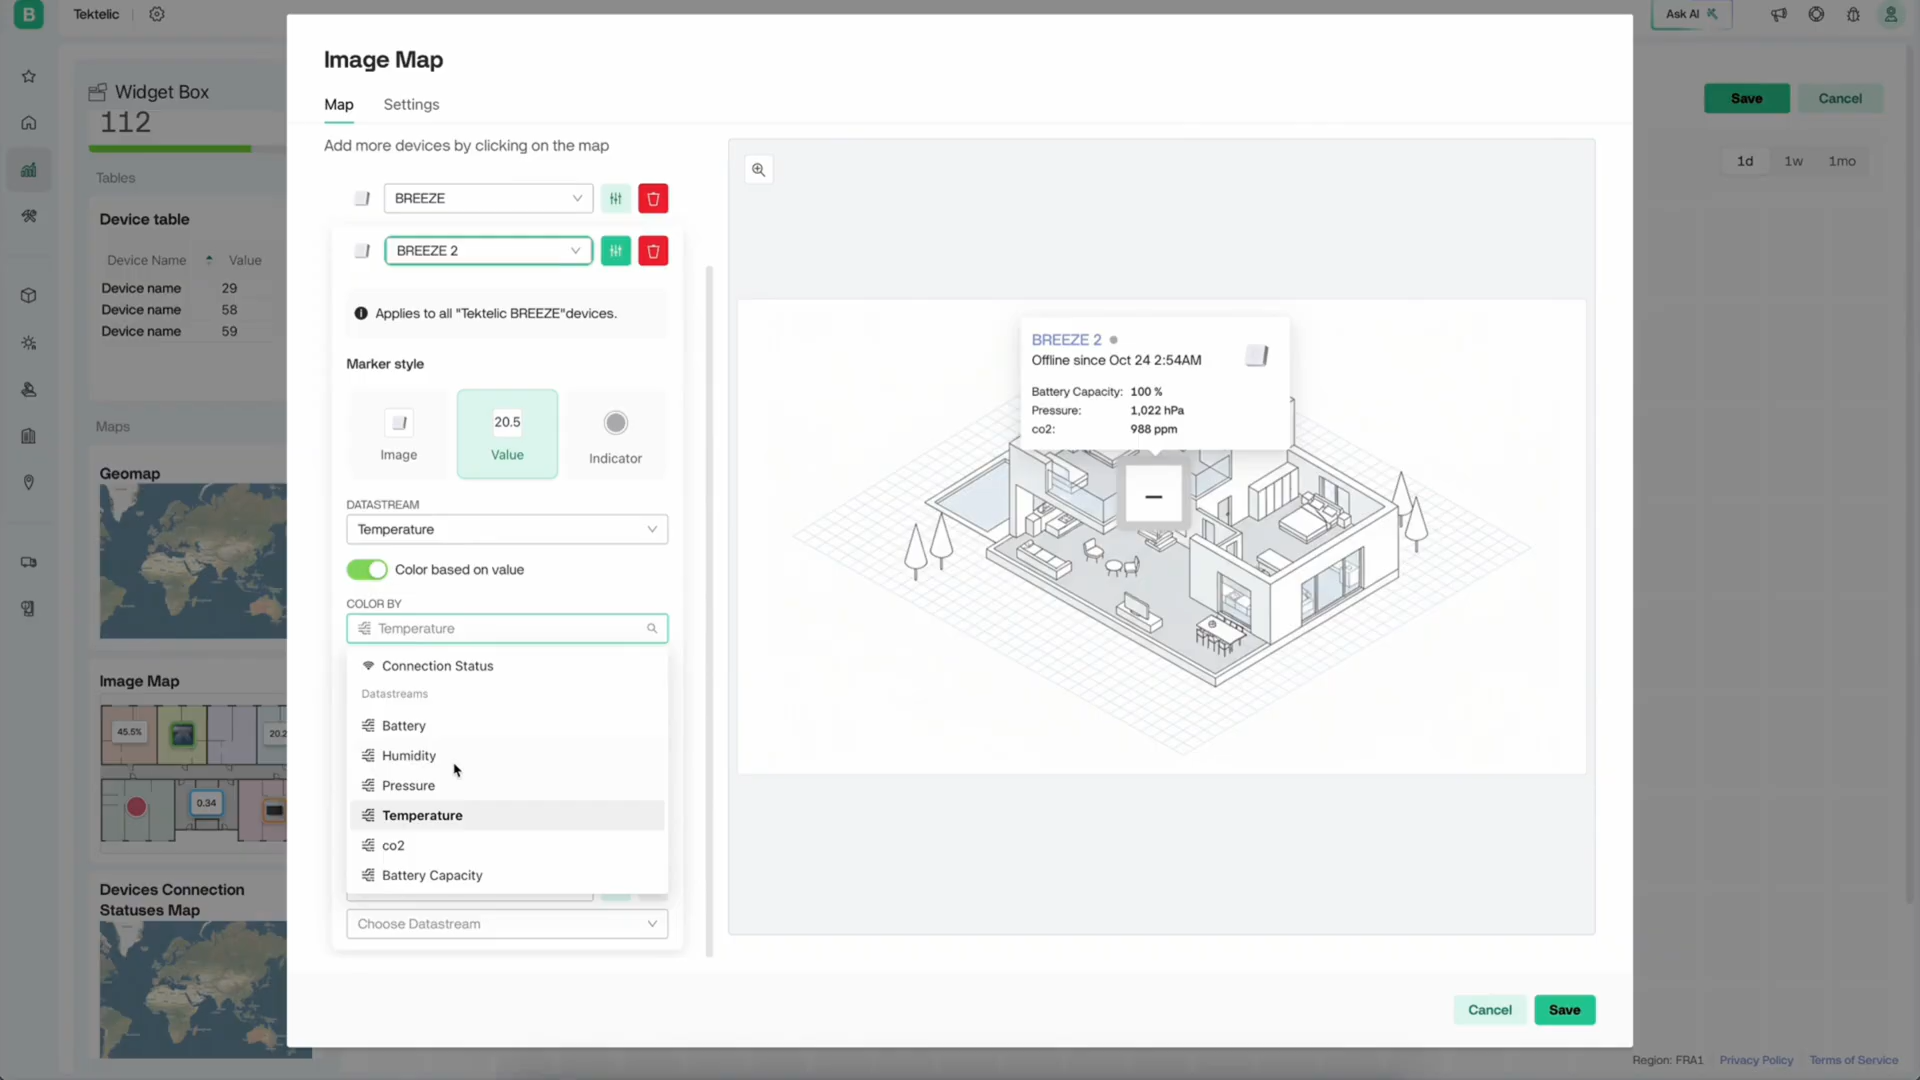 B
Tektelic
Ask AI
Widget Box
112
Save
Cancel
1d
1w
1mo
Tables
Device table
Device Name
Value
Device name
29
Device name
58
Device name
59
Maps
Geomap
Image Map
45.5%
20.2
0.34
Devices Connection
Statuses Map
Image Map
Map
Settings
Add more devices by clicking on the map
BREEZE
BREEZE 2
Applies to all "Tektelic BREEZE"devices.
Marker style
Image
20.5
Value
Indicator
DATASTREAM
Temperature
Color based on value
COLOR BY
Temperature
Connection Status
Datastreams
Battery
Humidity
Pressure
Temperature
co2
Battery Capacity
Choose Datastream
BREEZE 2
Offline since Oct 24 2:54AM
Battery Capacity: 100 %
Pressure: 1,022 hPa
co2: 988 ppm
–
Cancel
Save
Region: FRA1
Privacy Policy
Terms of Service